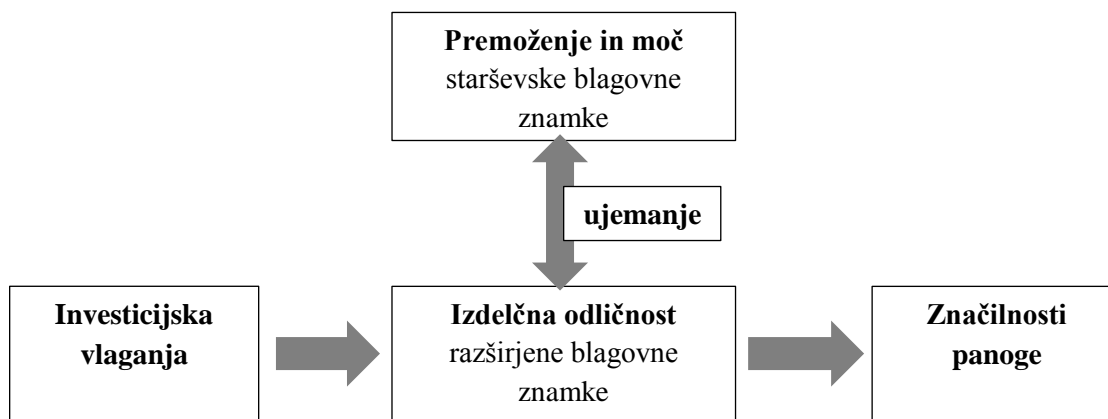 Premoženje in moč
starševske blagovne
znamke
ujemanje
Investicijska
vlaganja
Izdelčna odličnost
razširjene blagovne
znamke
Značilnosti
panoge